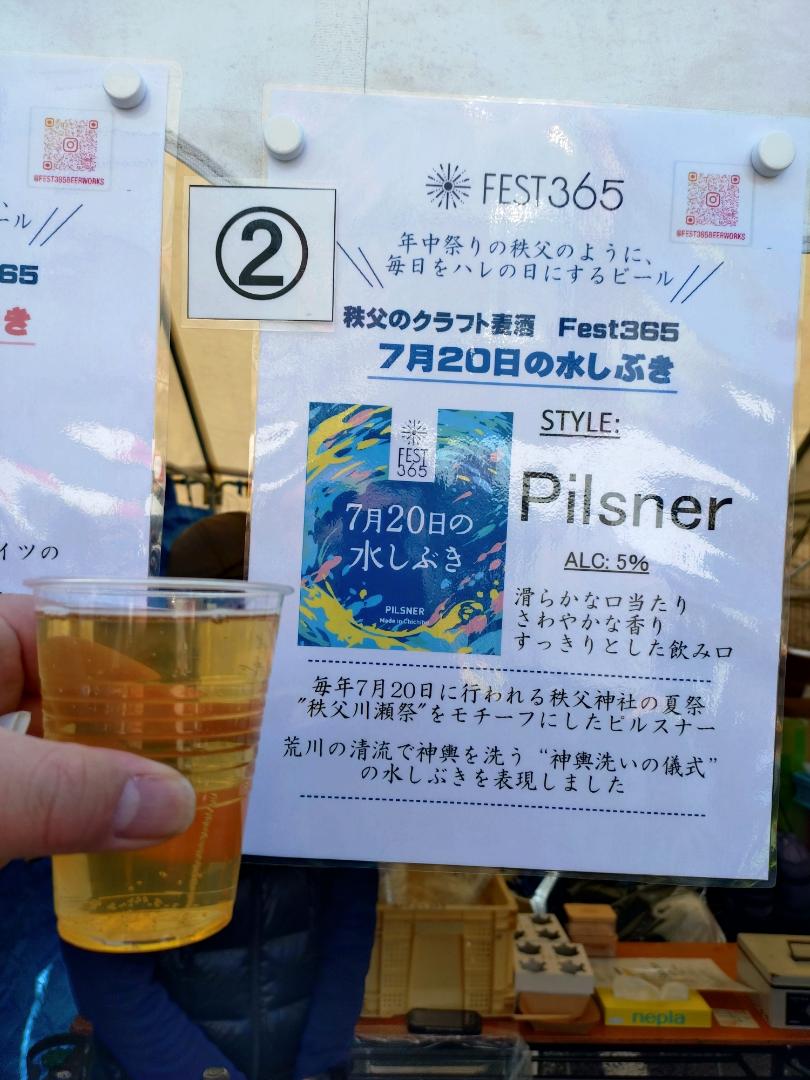 @FEST365BEERWORKS
ール
65
き
イツの
②
FEST365
@FEST365BEERWORKS
年中祭りの秩父のように、
毎日をハレの日にするビール
秩父のクラフト麦酒 Fest365
7月20日の水しぶき
FEST
365
7月20日の
水しぶき
PILSNER
Made in Chichibu
STYLE:
Pilsner
ALC: 5%
滑らかな口当たり
さわやかな香り
すっきりとした飲み口
毎年7月20日に行われる秩父神社の夏祭
"秩父川瀬祭"をモチーフにしたピルスナー
荒川の清流で神輿を洗う “神輿洗いの儀式”
の水しぶきを表現しました
nepia